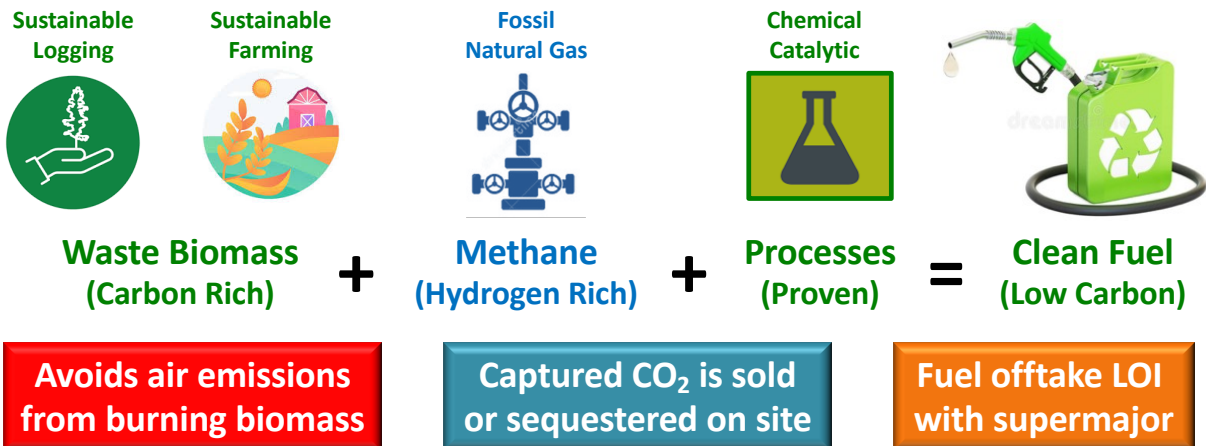 Sustainable
Logging
Sustainable
Farming
Fossil
Natural Gas
Chemical
Catalytic
Waste Biomass
(Carbon Rich)
+
Methane
(Hydrogen Rich)
+
Processes
(Proven)
=
Clean Fuel
(Low Carbon)
Avoids air emissions
from burning biomass
Captured CO₂ is sold
or sequestered on site
Fuel offtake LOI
with supermajor